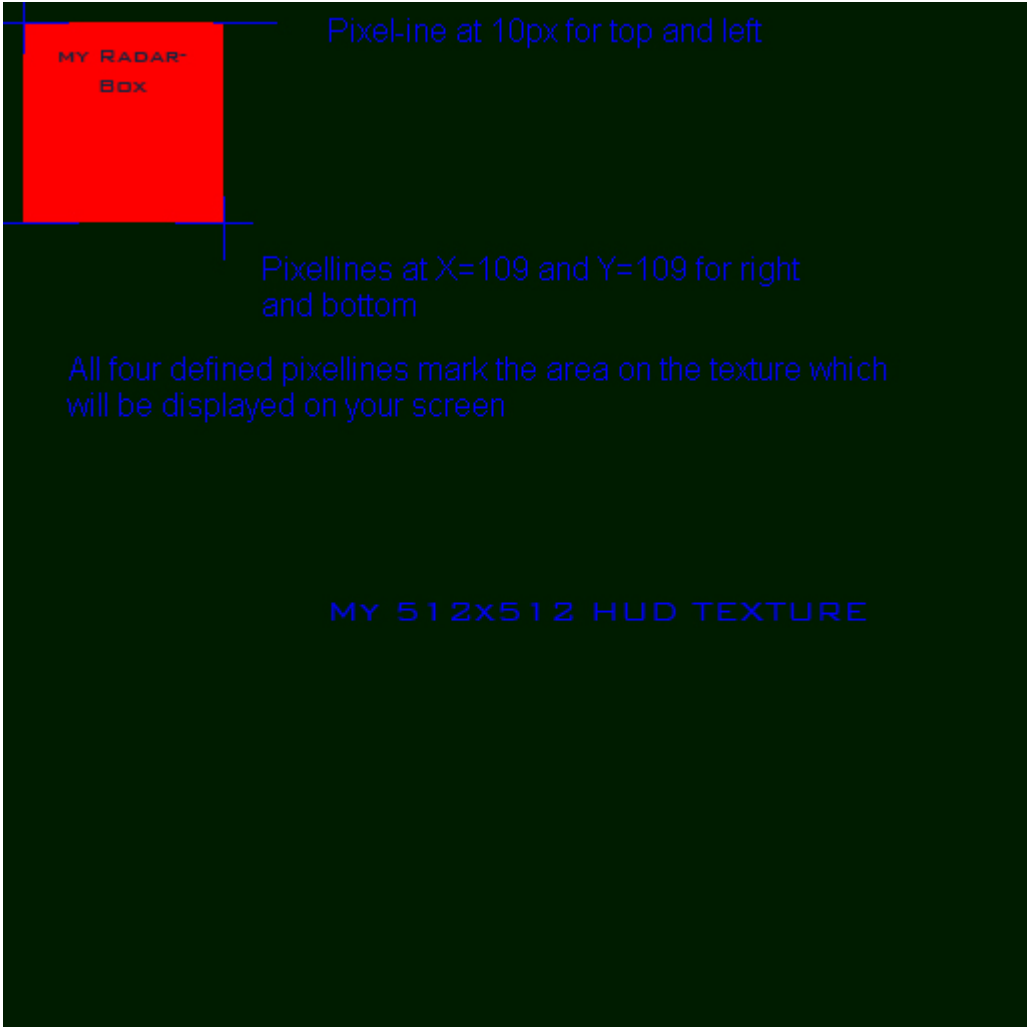 Pixel-ine at 10px for top and left
MY RADAR-
BOX
Pixellines at X=109 and Y=109 for right
and bottom
All four defined pixellines mark the area on the texture which
will be displayed on your screen
MY 512x512 HUD TEXTURE